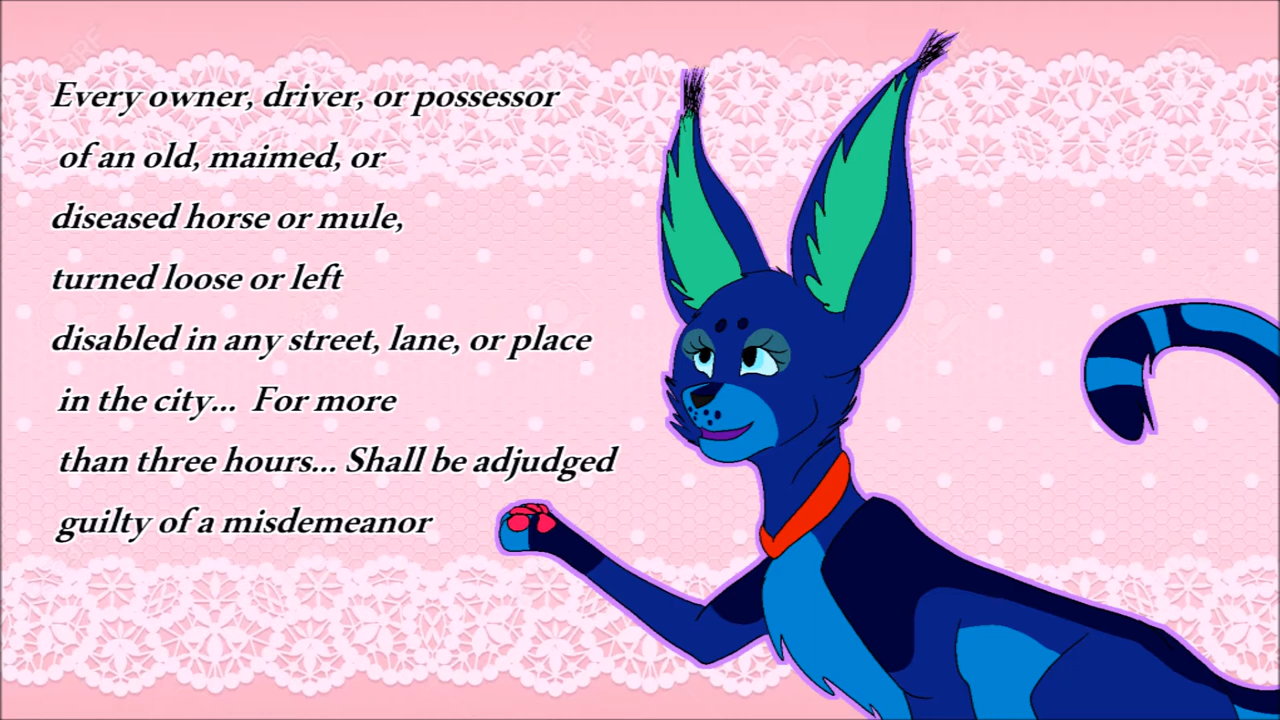 Every owner, driver, or possessor
of an old, maimed, or
diseased horse or mule,
turned loose or left
disabled in any street, lane, or place
in the city... For more
than three hours... Shall be adjudged
guilty of a misdemeanor